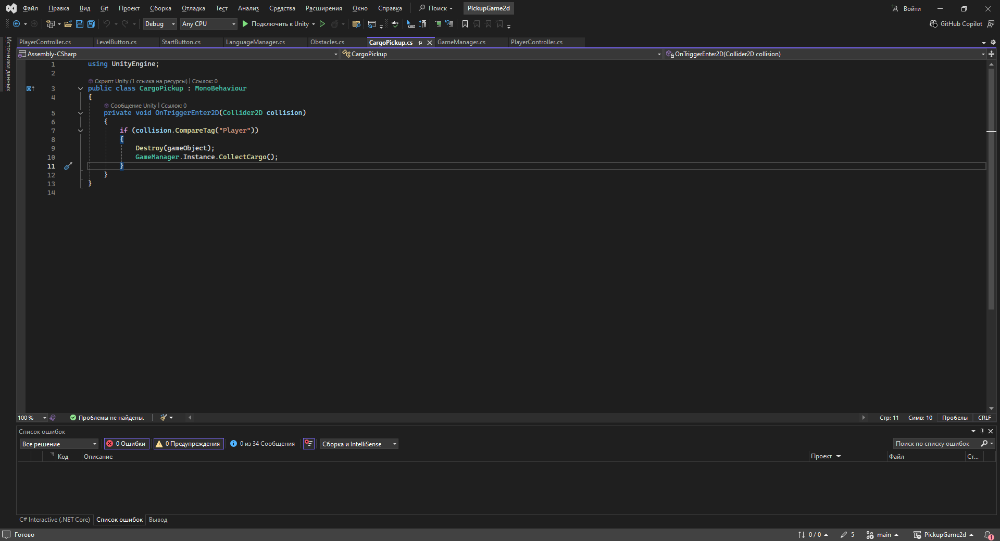 Файл Правка Вид Git Проект Сборка Отладка Тест Анализ Средства Расширения Окно Справка Поиск PickupGame2d Войти
Debug Any CPU Подключить к Unity abc GitHub Copilot
Источники данных
PlayerController.cs LevelButton.cs StartButton.cs LanguageManager.cs Obstacles.cs CargoPickup.cs GameManager.cs PlayerController.cs
Assembly-CSharp CargoPickup OnTriggerEnter2D(Collider2D collision)
1 using UnityEngine;
2
Скрипт Unity (1 ссылка на ресурсы) | Ссылок: 0
3 public class CargoPickup : MonoBehaviour
4 {
Сообщение Unity | Ссылок: 0
5 private void OnTriggerEnter2D(Collider2D collision)
6 {
7 if (collision.CompareTag("Player"))
8 {
9 Destroy(gameObject);
10 GameManager.Instance.CollectCargo();
11 }
12 }
13 }
14
100 % Проблемы не найдены. Стр: 11 Симв: 10 Пробелы CRLF
Список ошибок
Все решение 0 Ошибки 0 Предупреждения 0 из 34 Сообщения Сборка и IntelliSense Поиск по списку ошибок
Код Описание Проект Файл Ст...
C# Interactive (.NET Core) Список ошибок Вывод
Готово 0 / 0 5 main PickupGame2d 1